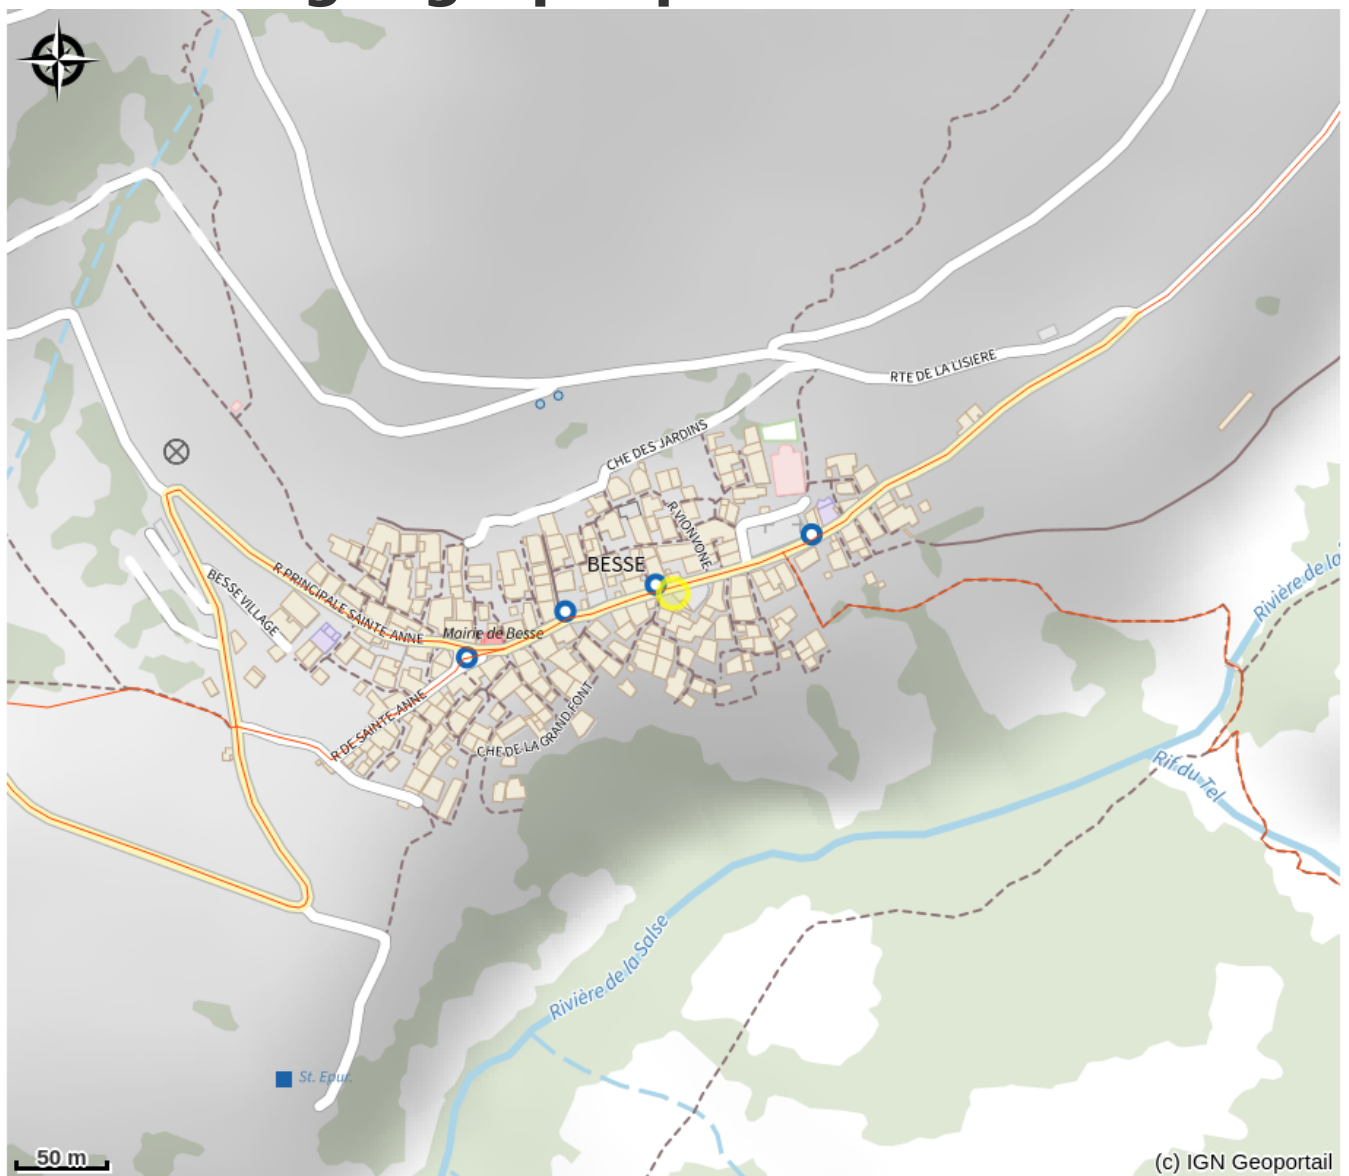 RTE DE LA LISIERE
CHE DES JARDINS
R VIONVONE
BESSE
R PRINCIPALE SAINTE ANNE
BESSE VILLAGE
Mairie de Besse
Rivière de la
R DE SAINTE ANNE
CHE DE LA GRAND FONT
Rif du Tel
Rivière de la Salse
St. Epur.
50 m
(c) IGN Geoportail